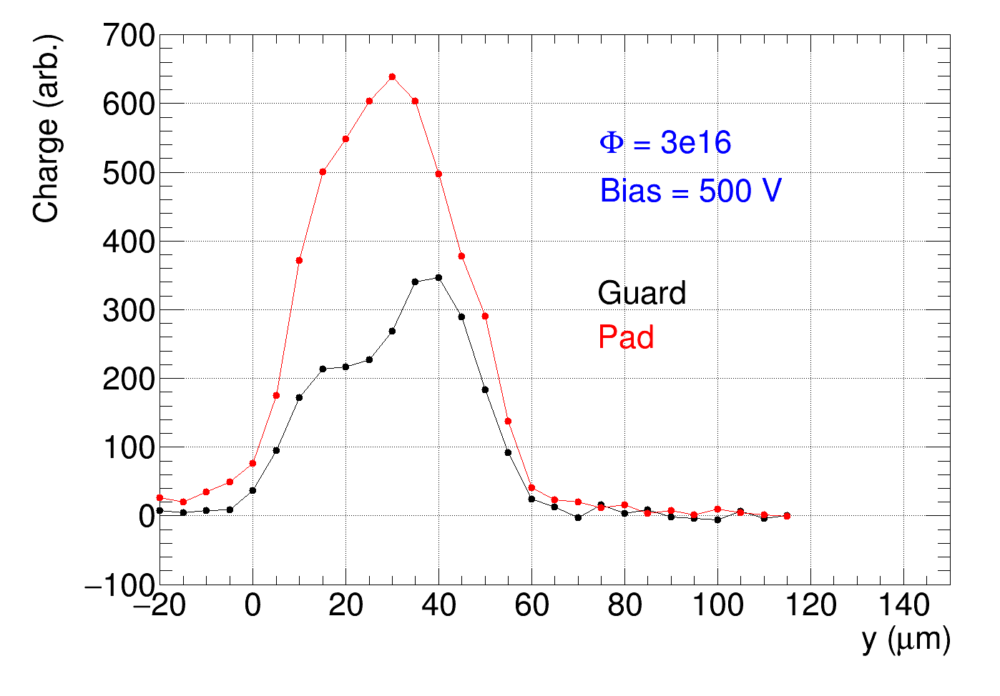 Charge (arb.)
700
600
500
400
300
200
100
0
−100
Φ = 3e16
Bias = 500 V
Guard
Pad
−20 0 20 40 60 80 100 120 140
y (μm)